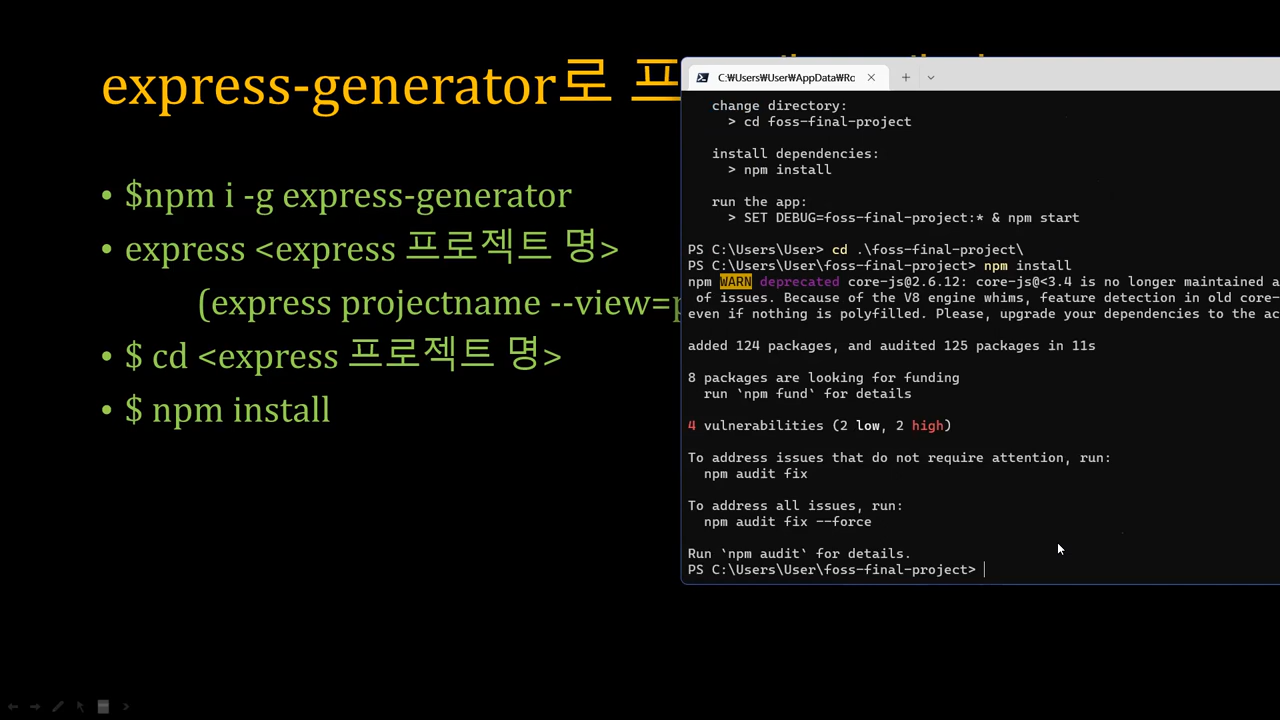 express-generator로 프
• $npm i -g express-generator
• express <express 프로젝트 명>
(express projectname --view=p
• $ cd <express 프로젝트 명>
• $ npm install
C:₩Users₩User₩AppData₩Ro
change directory:
> cd foss-final-project
install dependencies:
> npm install
run the app:
> SET DEBUG=foss-final-project:* & npm start
PS C:\Users\User> cd .\foss-final-project\
PS C:\Users\User\foss-final-project> npm install
npm WARN deprecated core-js@2.6.12: core-js@<3.4 is no longer maintained a
of issues. Because of the V8 engine whims, feature detection in old core-
even if nothing is polyfilled. Please, upgrade your dependencies to the ac
added 124 packages, and audited 125 packages in 11s
8 packages are looking for funding
run `npm fund` for details
4 vulnerabilities (2 low, 2 high)
To address issues that do not require attention, run:
npm audit fix
To address all issues, run:
npm audit fix --force
Run `npm audit` for details.
PS C:\Users\User\foss-final-project>